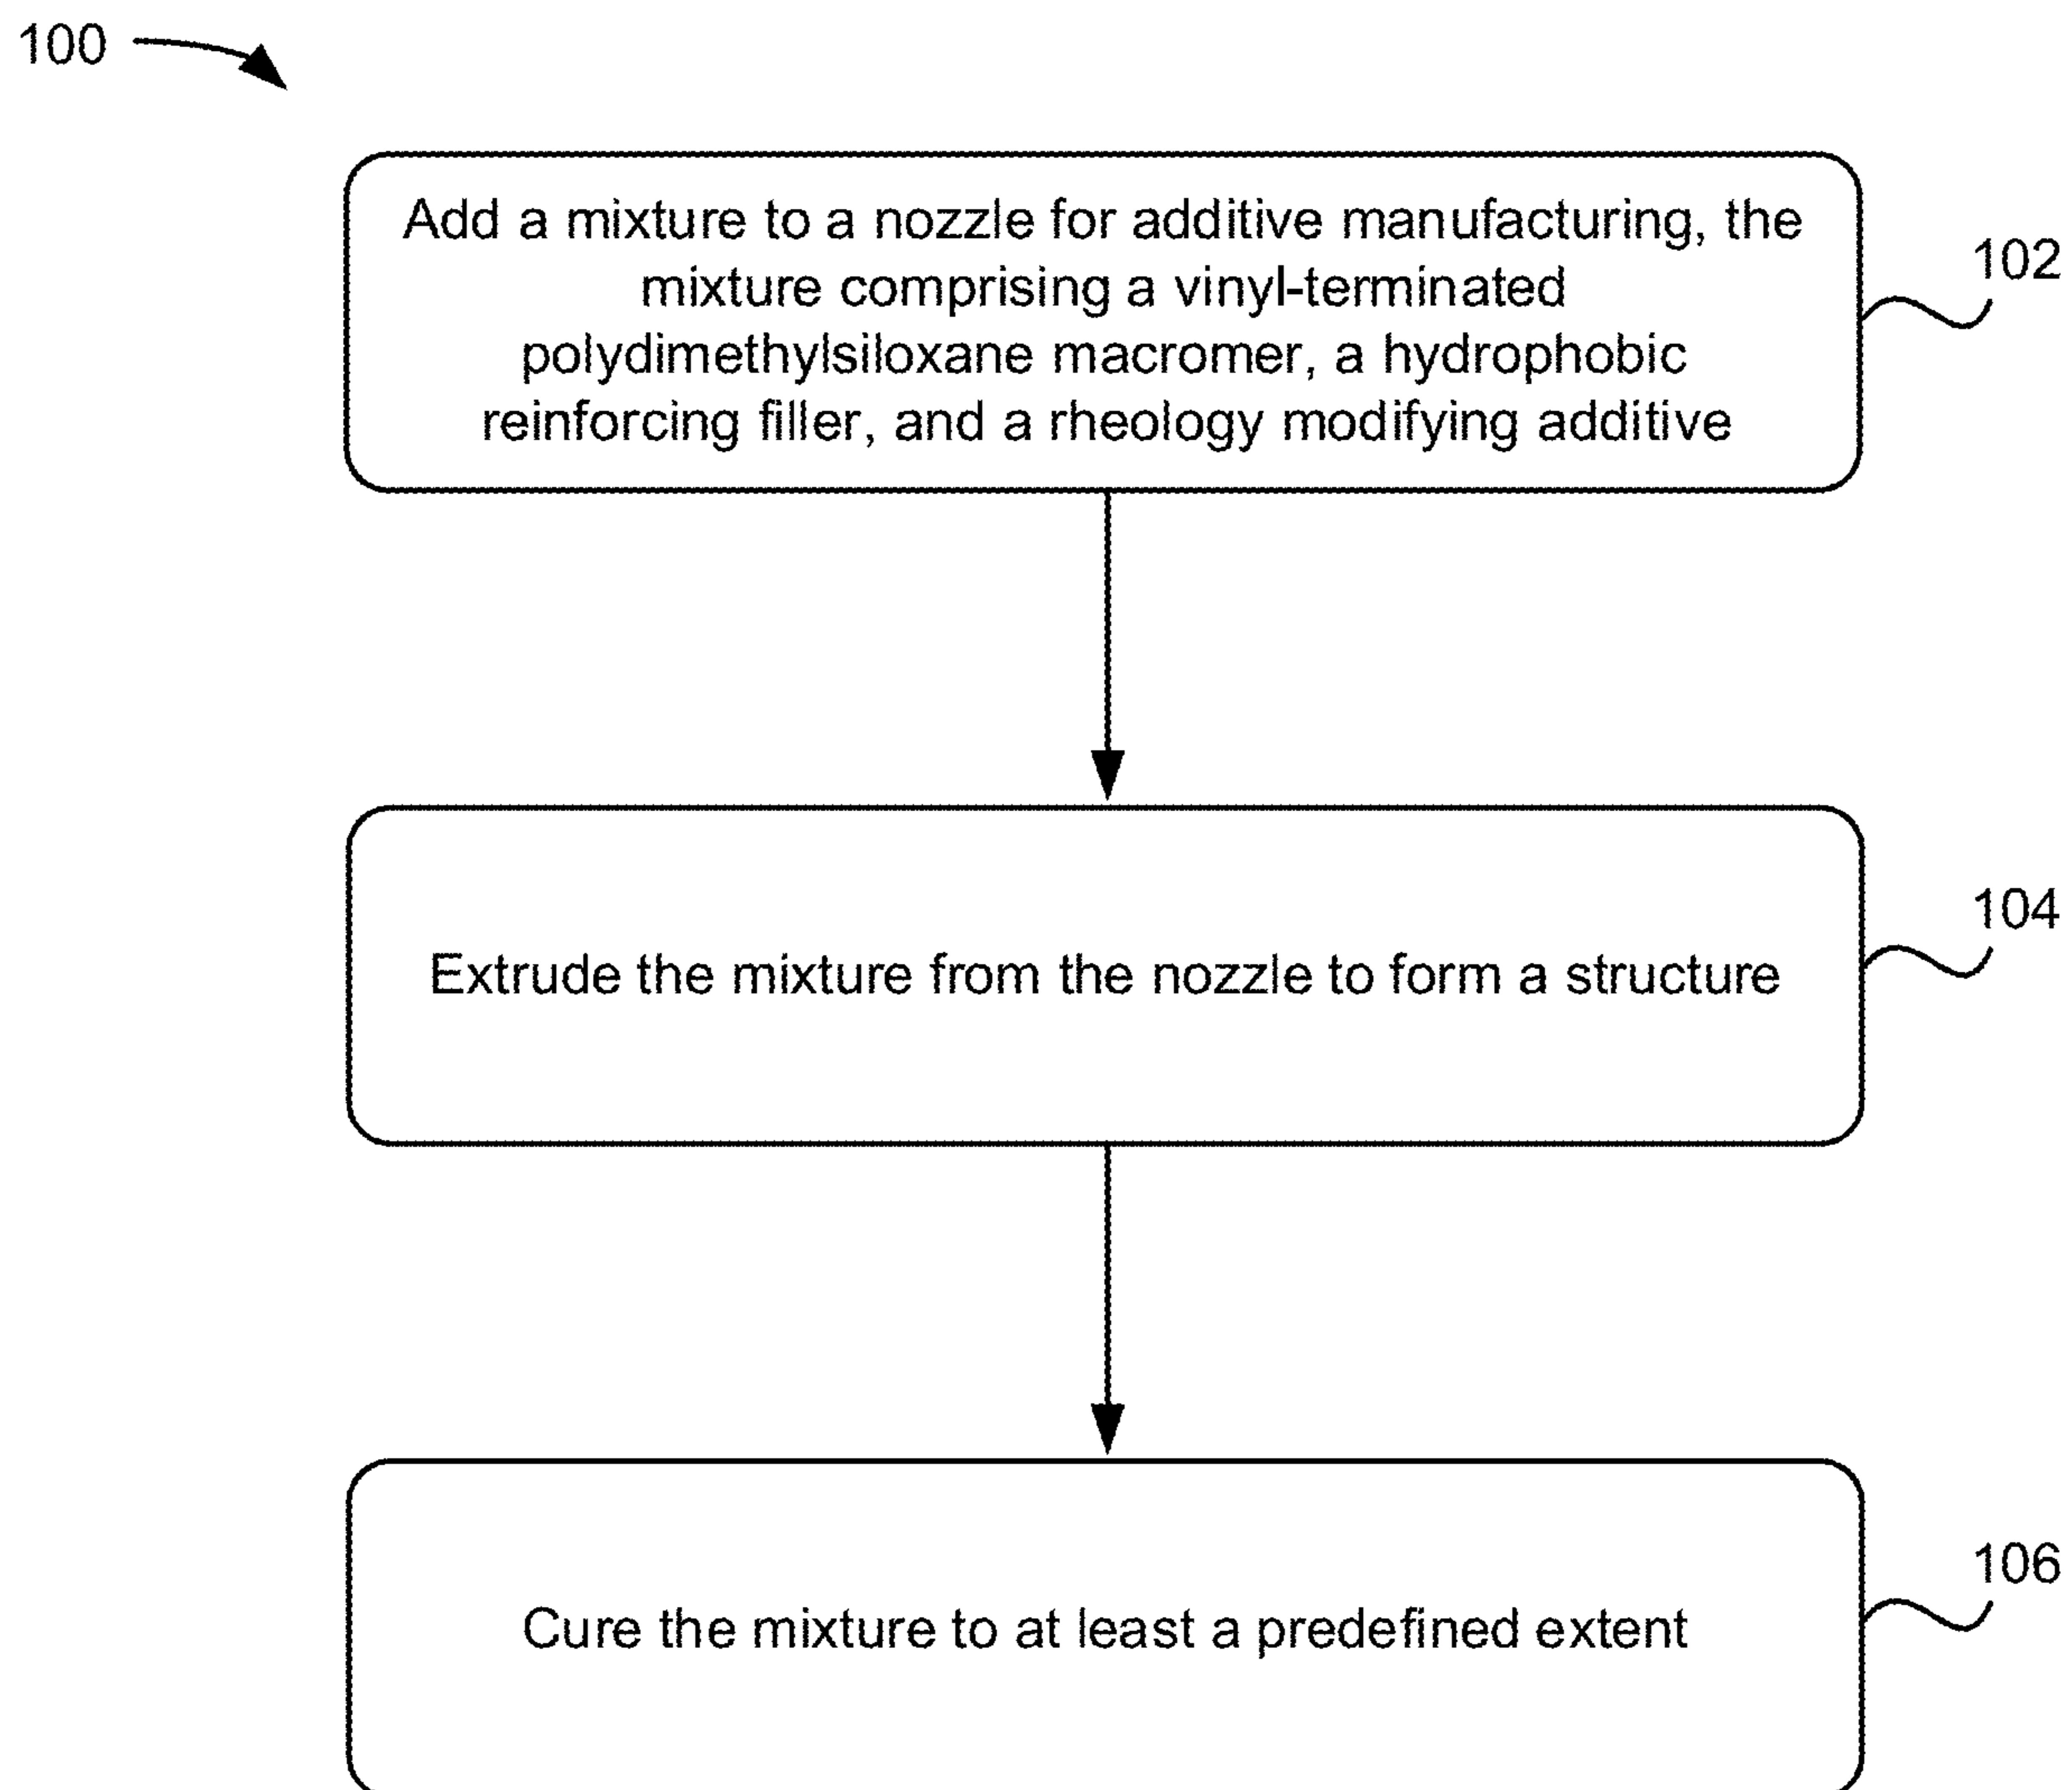 100
Add a mixture to a nozzle for additive manufacturing, the
mixture comprising a vinyl-terminated
polydimethylsiloxane macromer, a hydrophobic
reinforcing filler, and a rheology modifying additive
102
Extrude the mixture from the nozzle to form a structure
104
Cure the mixture to at least a predefined extent
106